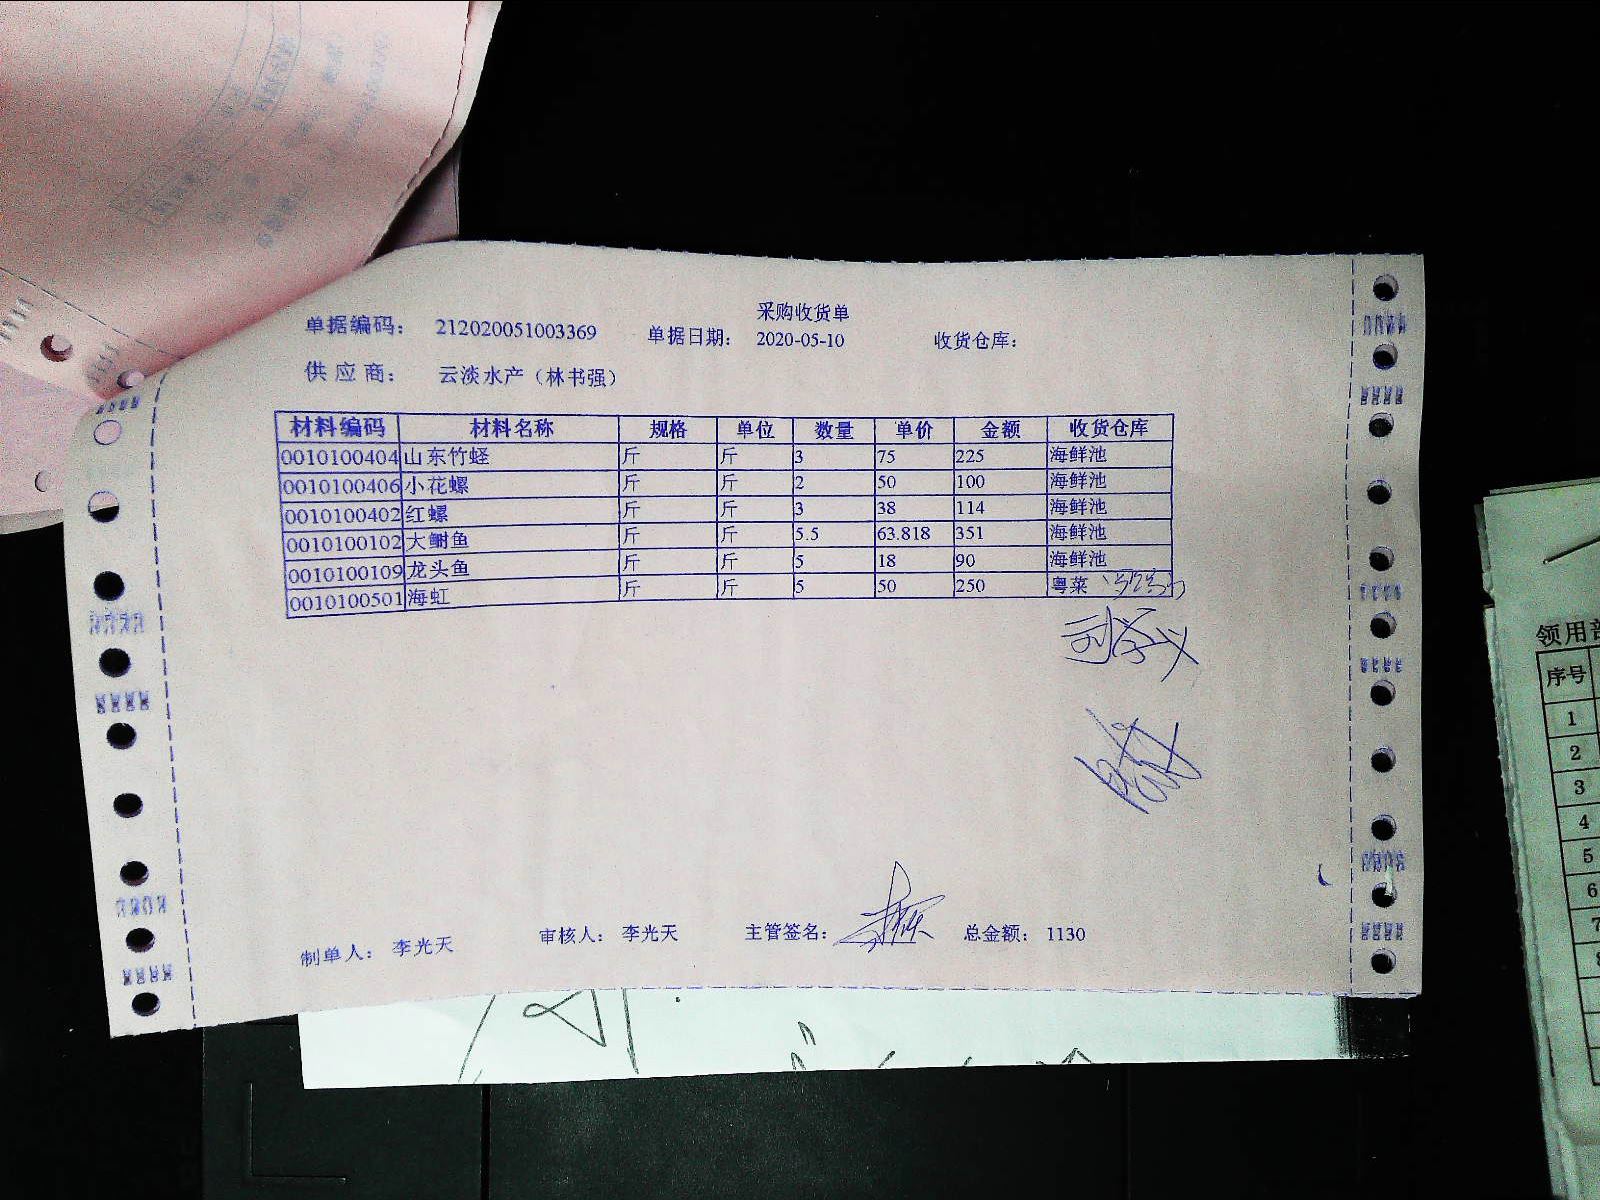 采购收货单
单据编码: 212020051003369 单据日期: 2020-05-10 收货仓库:
供应商: 云淡水产（林书强）
材料编码 材料名称 规格 单位 数量 单价 金额 收货仓库
0010100404 山东竹蛏 斤 斤 3 75 225 海鲜池
0010100406 小花螺 斤 斤 2 50 100 海鲜池
0010100402 红螺 斤 斤 3 38 114 海鲜池
0010100102 大鲋鱼 斤 斤 5.5 63.818 351 海鲜池
0010100109 龙头鱼 斤 斤 5 18 90 海鲜池
0010100501 海虹 斤 斤 5 50 250 粤菜
制单人: 李光天 审核人: 李光天 主管签名: 总金额: 1130
领用部
序号
1
2
3
4
5
6
7
8